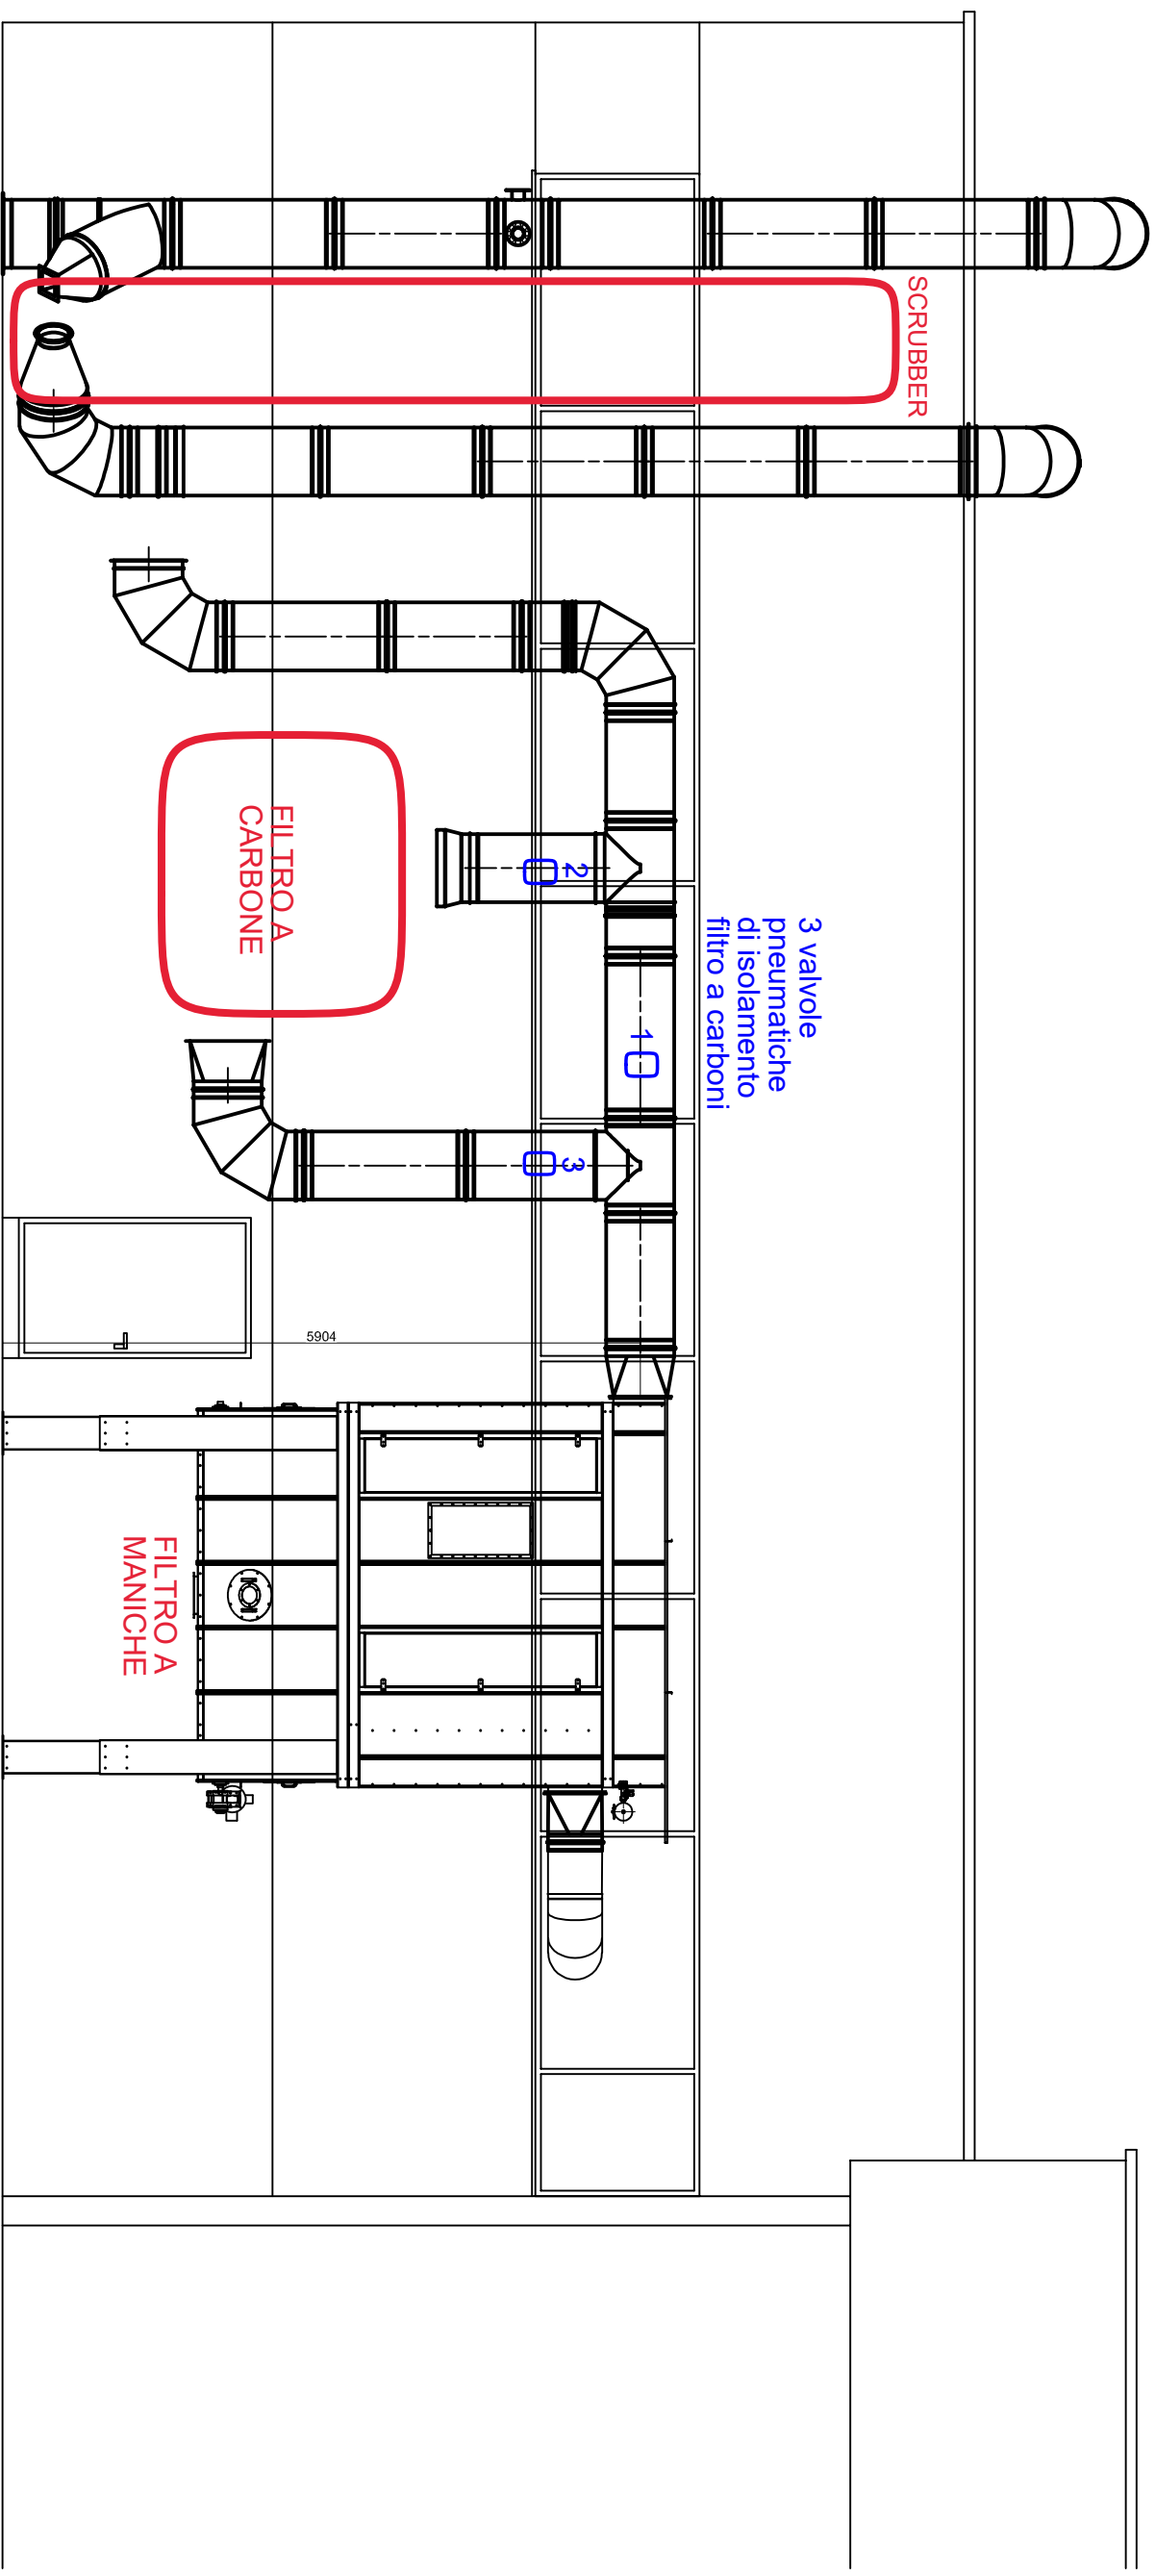 SCRUBBER
FILTRO A
CARBONE
2
3 valvole
pneumatiche
di isolamento
filtro a carboni
1
3
5904
FILTRO A
MANICHE